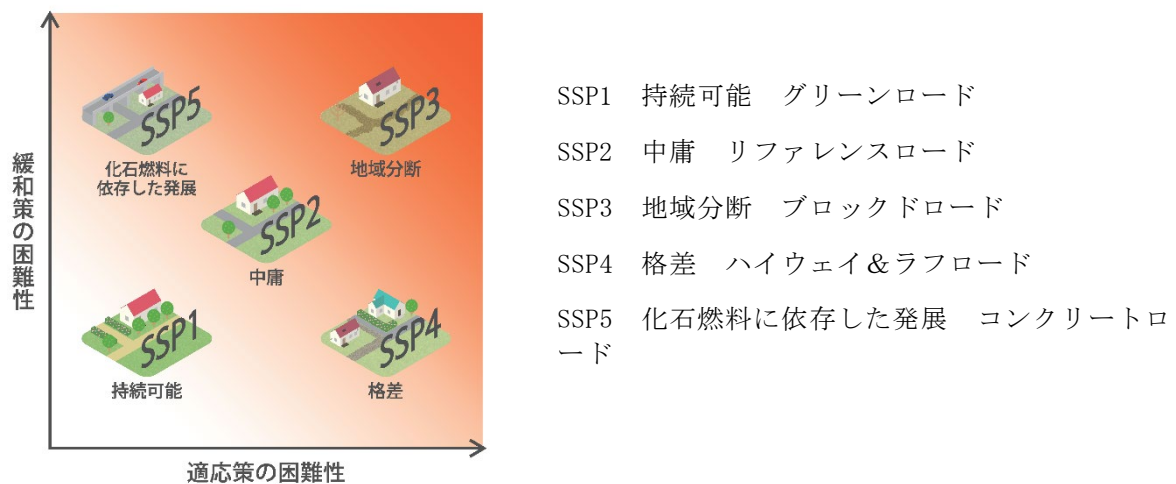 緩和策の困難性
SSP5
化石燃料に
依存した発展
SSP3
地域分断
SSP2
中庸
SSP1
持続可能
SSP4
格差
適応策の困難性
SSP1　持続可能　グリーンロード
SSP2　中庸　リファレンスロード
SSP3　地域分断　ブロックドロード
SSP4　格差　ハイウェイ&ラフロード
SSP5　化石燃料に依存した発展　コンクリートロ
ード